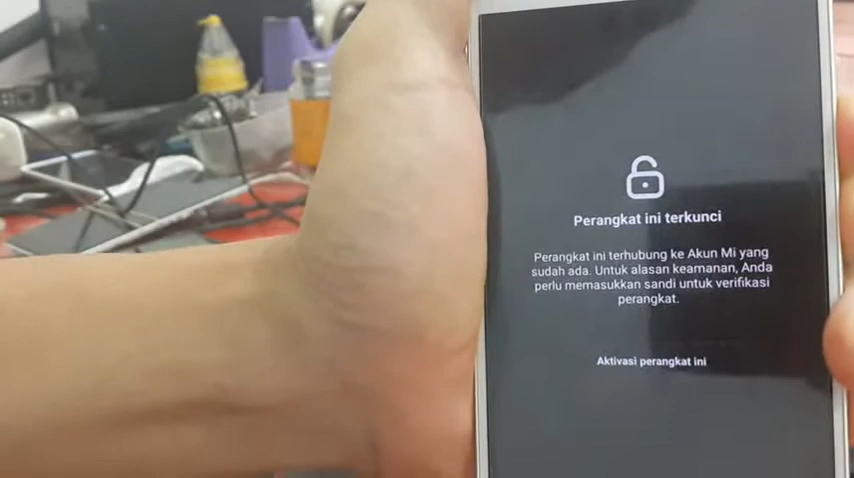 Perangkat ini terkunci
Perangkat ini terhubung ke Akun Mi yang
sudah ada. Untuk alasan keamanan, Anda
perlu memasukkan sandi untuk verifikasi
perangkat.
Aktivasi perangkat ini